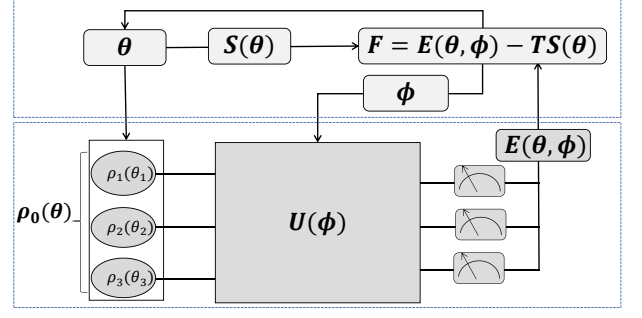 θ
S(θ)
F = E(θ, ϕ) − TS(θ)
ϕ
E(θ, ϕ)
ρ₀(θ)
ρ₁(θ₁)
ρ₂(θ₂)
ρ₃(θ₃)
U(ϕ)